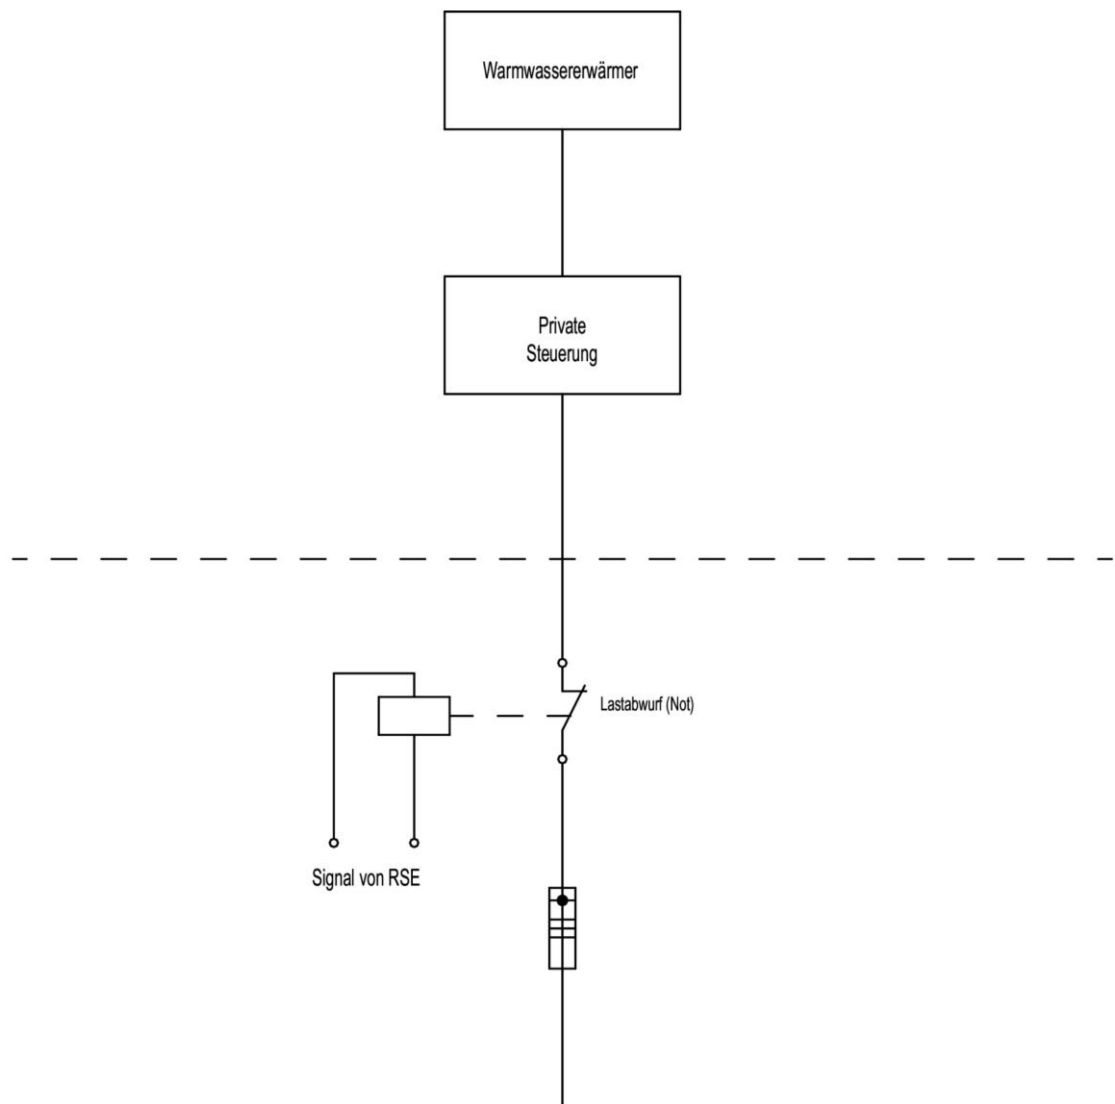 Warmwassererwärmer
Private
Steuerung
Lastabwurf (Not)
Signal von RSE